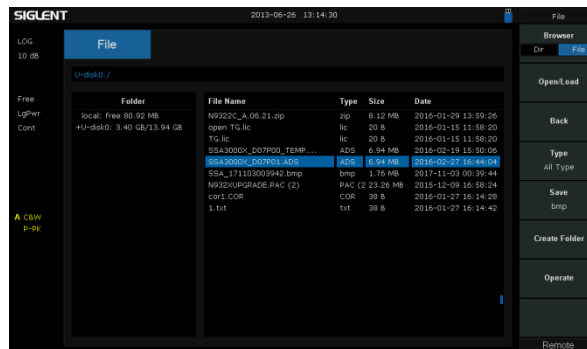 SIGLENT 2013-06-26 13:14:30 File
LOG
10 dB
File
Browser
Dir File
U-disk0:/
Open/Load
Free
LgPwr
Cont
Folder File Name Type Size Date
local: free 80.92 MB N9322C_A.06.21.zip zip 8.12 MB 2016-01-29 13:59:26
+U-disk0: 3.40 GB/13.94 GB open TG.lic lic 20 B 2016-01-15 11:58:20
TG.lic lic 20 B 2016-01-15 11:58:20
SSA3000X_D07P00_TEMP.... ADS 6.94 MB 2016-02-19 15:50:06
SSA3000X_D07P01.ADS ADS 6.94 MB 2016-02-27 16:44:04
SSA_171103003942.bmp bmp 1.76 MB 2017-11-03 00:39:44
N932XUPGRADE.PAC (2) PAC (2 23.26 MB 2015-12-09 16:58:24
cor1.COR COR 38 B 2016-01-27 16:14:28
1.txt txt 38 B 2016-01-27 16:14:42
Back
Type
All Type
Save
bmp
A C&W
P-PK
Create Folder
Operate
Remote